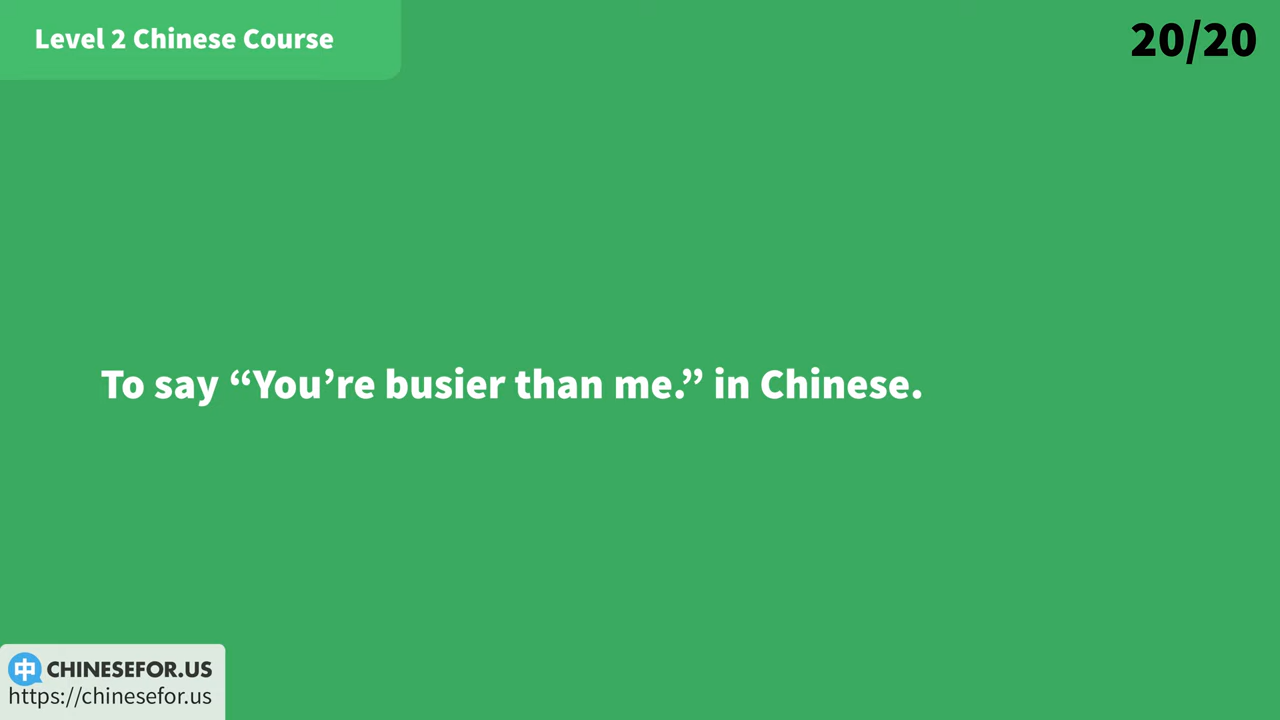 Level 2 Chinese Course
20/20
To say “You’re busier than me.” in Chinese.
中 CHINESEFOR.US
https://chinesefor.us